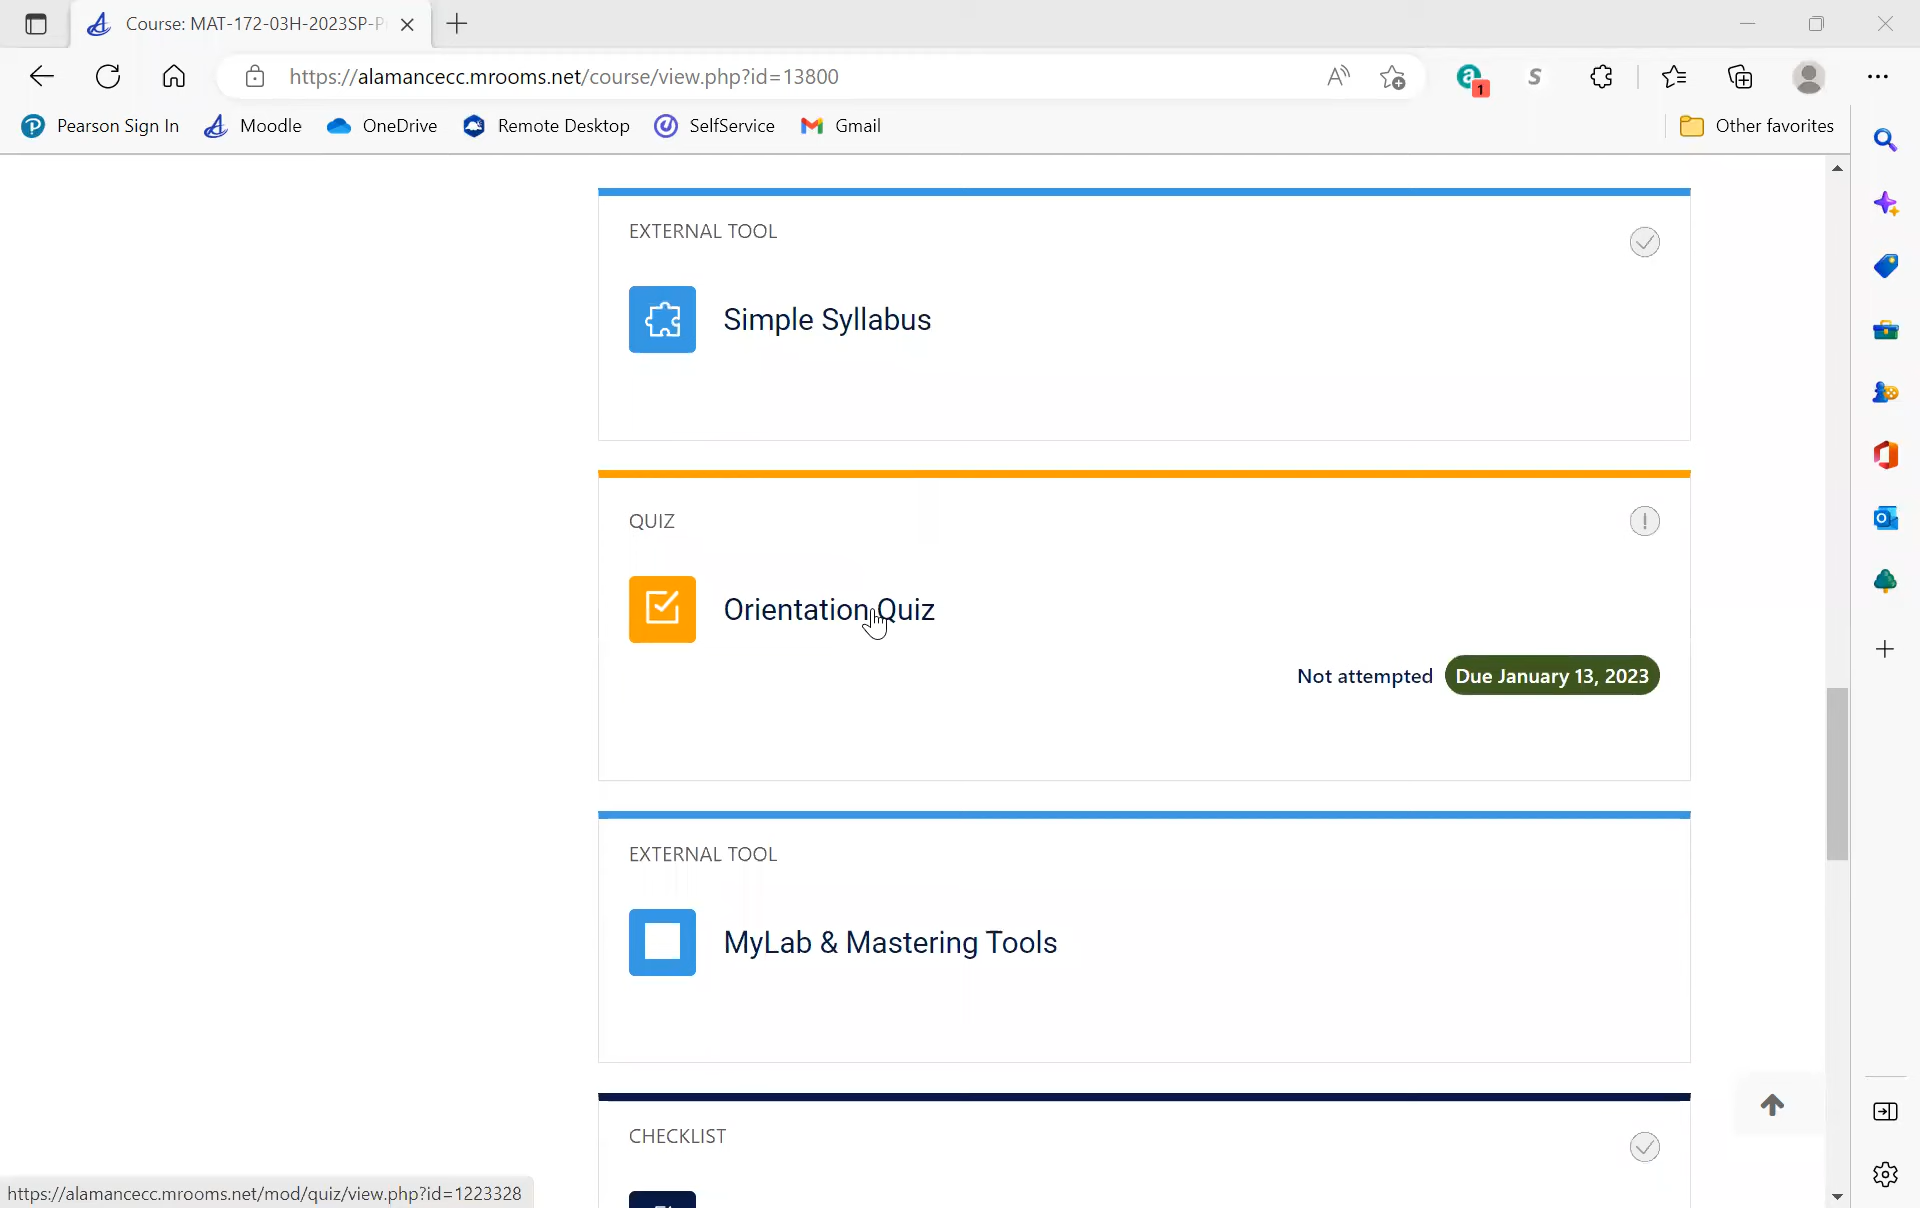 Course: MAT-172-03H-2023SP-P
https://alamancecc.mrooms.net/course/view.php?id=13800
1
Pearson Sign In
Moodle
OneDrive
Remote Desktop
SelfService
Gmail
Other favorites
EXTERNAL TOOL
Simple Syllabus
QUIZ
Orientation Quiz
Not attempted
Due January 13, 2023
EXTERNAL TOOL
MyLab & Mastering Tools
CHECKLIST
https://alamancecc.mrooms.net/mod/quiz/view.php?id=1223328